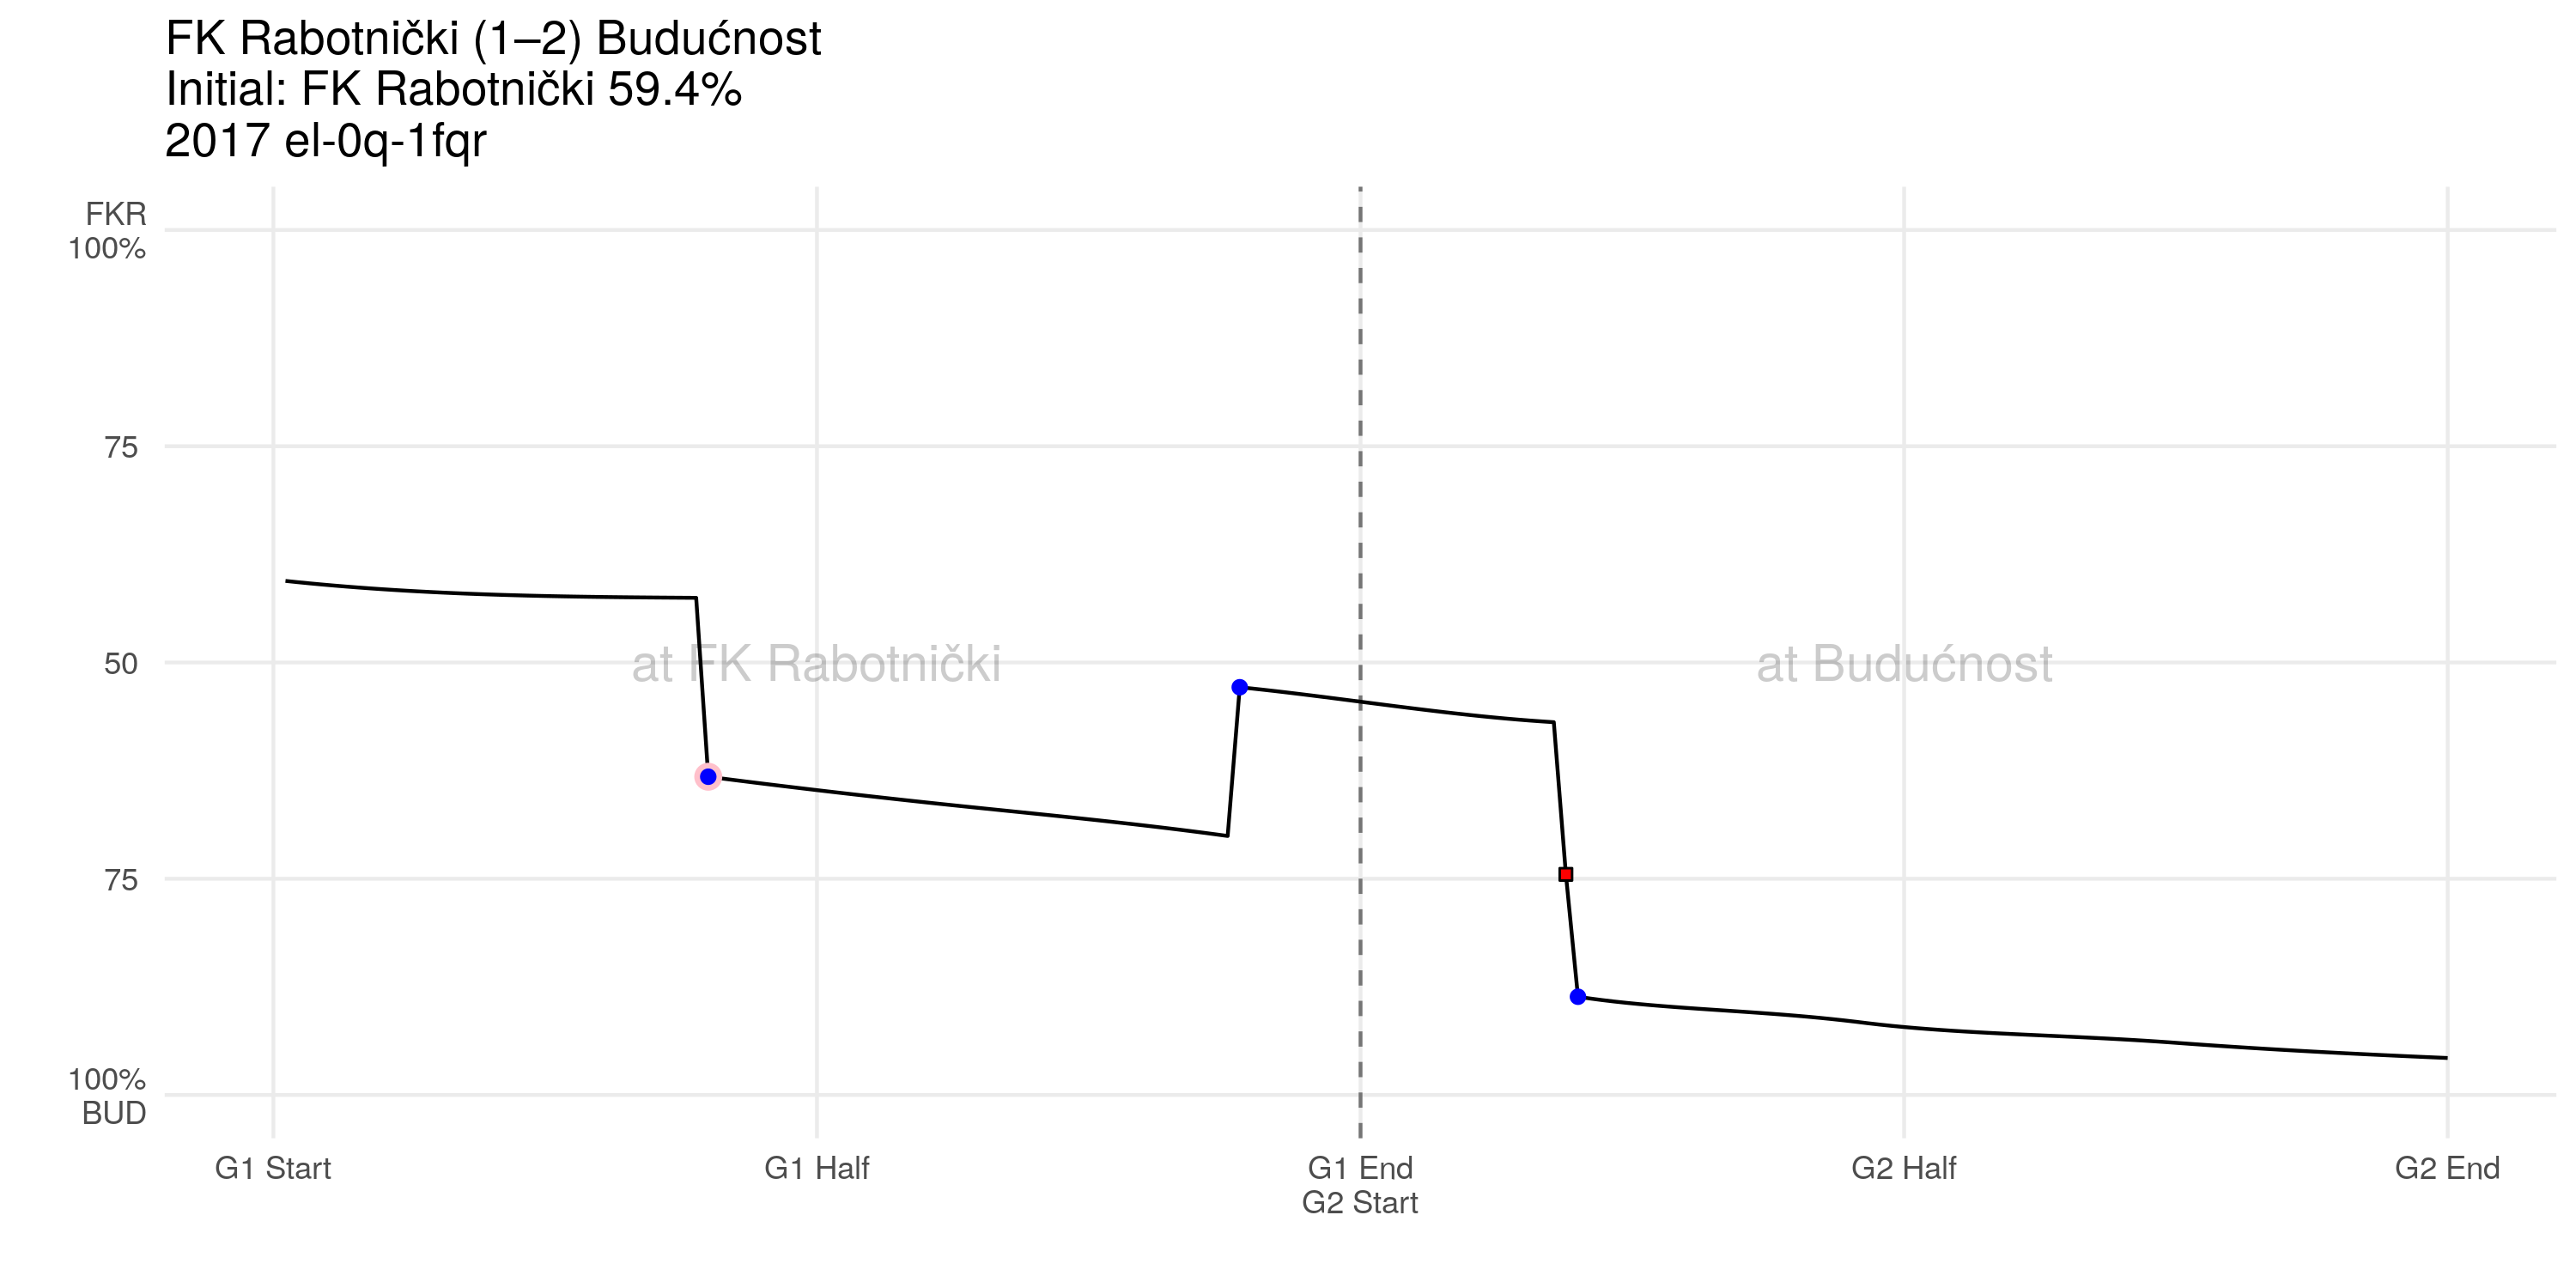 FK Rabotnički (1–2) Budućnost
Initial: FK Rabotnički 59.4%
2017 el-0q-1fqr
FKR
100%
75
50
75
100%
BUD
at FK Rabotnički
at Budućnost
G1 Start
G1 Half
G1 End
G2 Start
G2 Half
G2 End